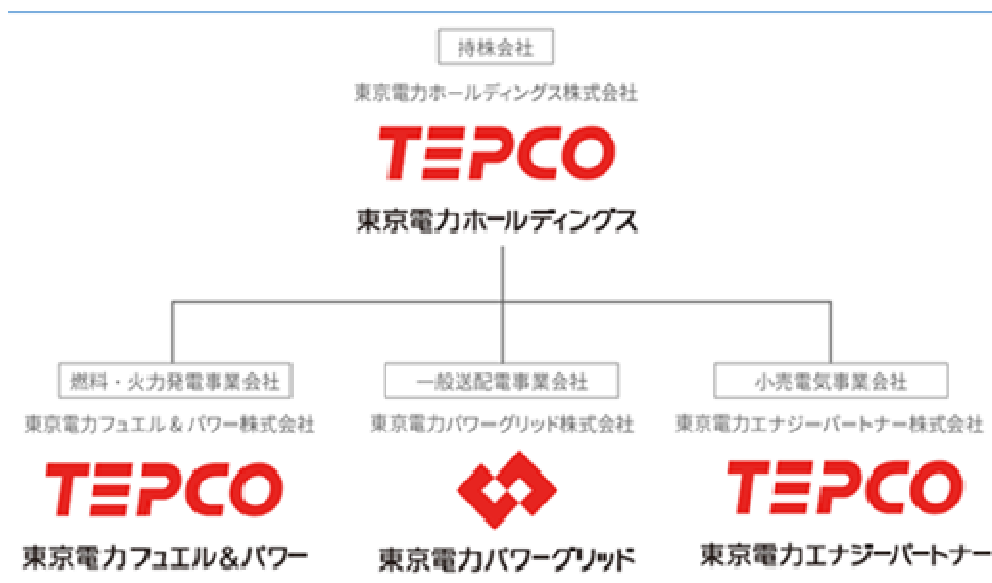 持株会社
東京電力ホールディングス株式会社
TEPCO
東京電力ホールディングス
燃料・火力発電事業会社
東京電力フュエル&パワー株式会社
TEPCO
東京電力フュエル&パワー
一般送配電事業会社
東京電力パワーグリッド株式会社
東京電力パワーグリッド
小売電気事業会社
東京電力エナジーパートナー株式会社
TEPCO
東京電力エナジーパートナー